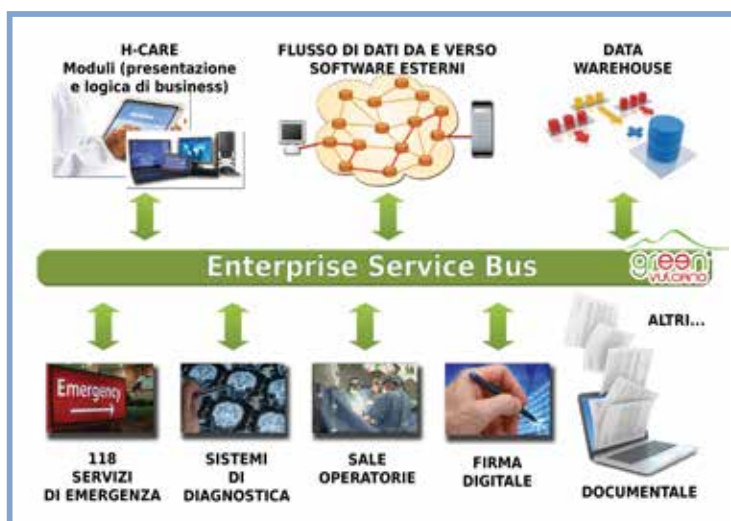 H-CARE
Moduli (presentazione
e logica di business)
FLUSSO DI DATI DA E VERSO
SOFTWARE ESTERNI
DATA
WAREHOUSE
Enterprise Service Bus
green
vulcano
ALTRI...
Emergency
118
SERVIZI
DI EMERGENZA
SISTEMI
DI
DIAGNOSTICA
SALE
OPERATORIE
FIRMA
DIGITALE
DOCUMENTALE